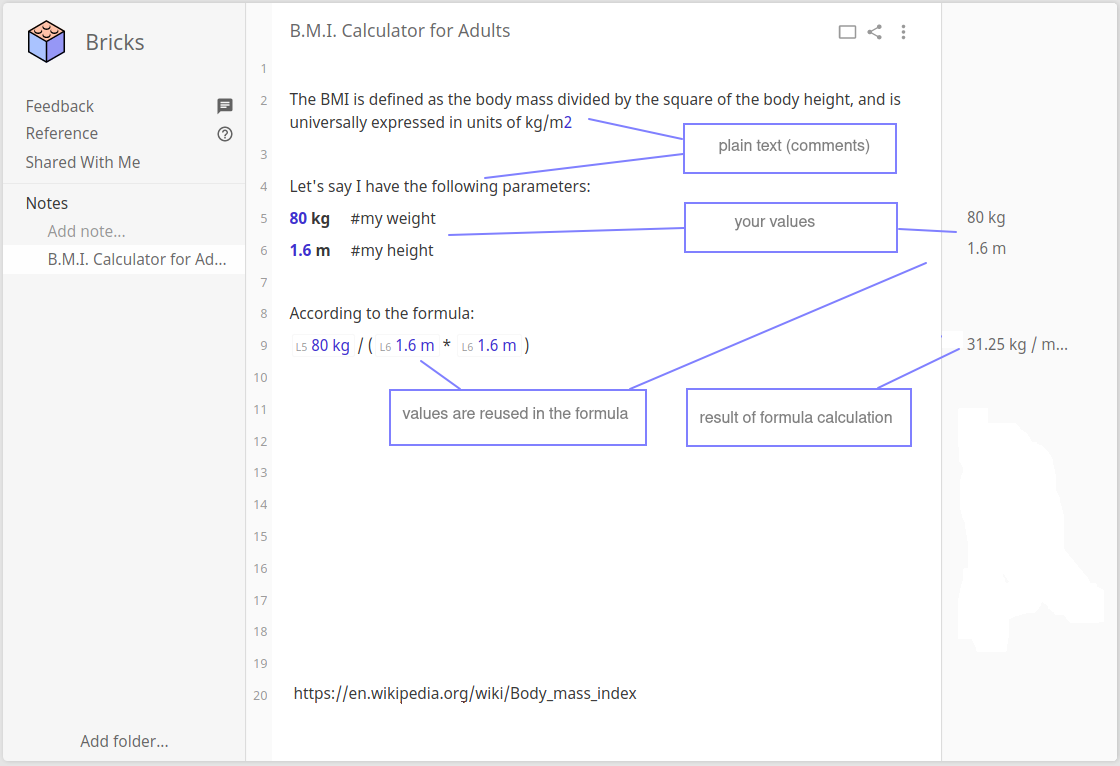 Bricks
Feedback
Reference
Shared With Me
Notes
Add note...
B.M.I. Calculator for Ad...
Add folder...
B.M.I. Calculator for Adults
1
2 The BMI is defined as the body mass divided by the square of the body height, and is
universally expressed in units of kg/m2
plain text (comments)
3
4 Let's say I have the following parameters:
5 80 kg #my weight
your values
80 kg
6 1.6 m #my height
1.6 m
7
8 According to the formula:
9 L5 80 kg / ( L6 1.6 m * L6 1.6 m )
31.25 kg / m...
10
11
values are reused in the formula
result of formula calculation
12
13
14
15
16
17
18
19
20 https://en.wikipedia.org/wiki/Body_mass_index